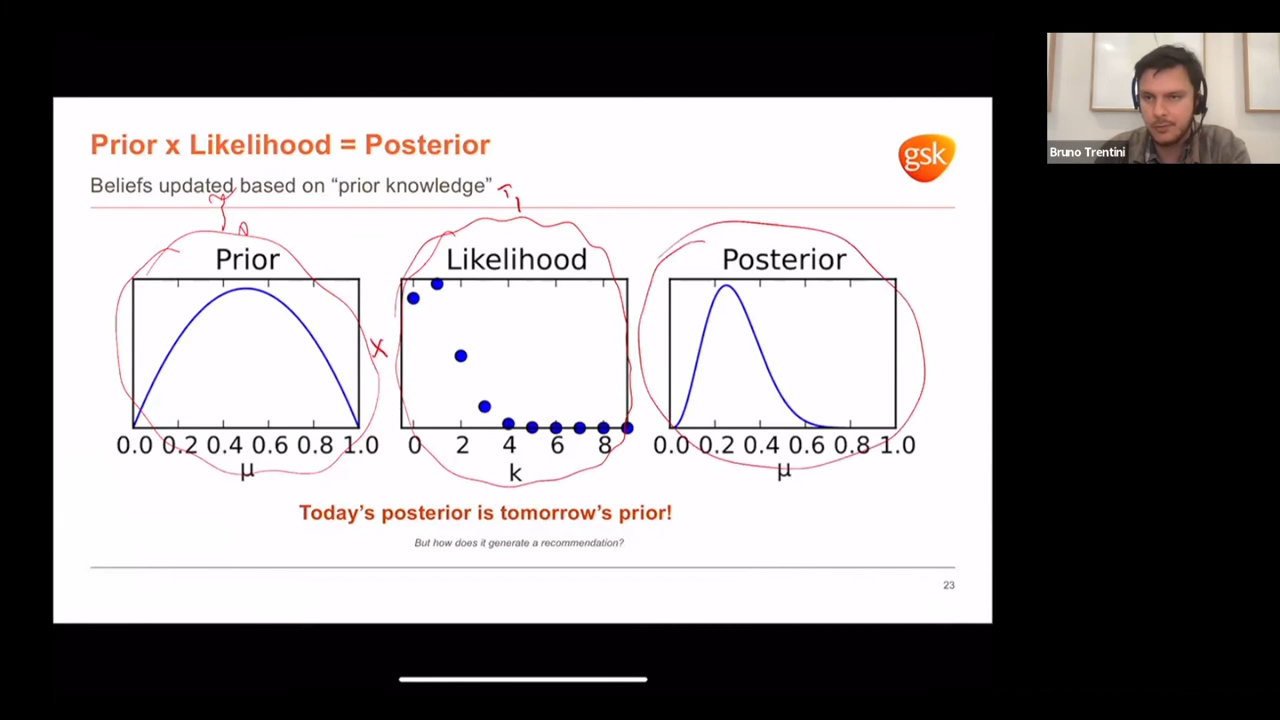 Prior x Likelihood = Posterior
gsk
Beliefs updated based on “prior knowledge”
Prior
Likelihood
Posterior
0.0 0.2 0.4 0.6 0.8 1.0
μ
x
0 2 4 6 8
k
0.0 0.2 0.4 0.6 0.8 1.0
μ
Today's posterior is tomorrow's prior!
But how does it generate a recommendation?
23
Bruno Trentini